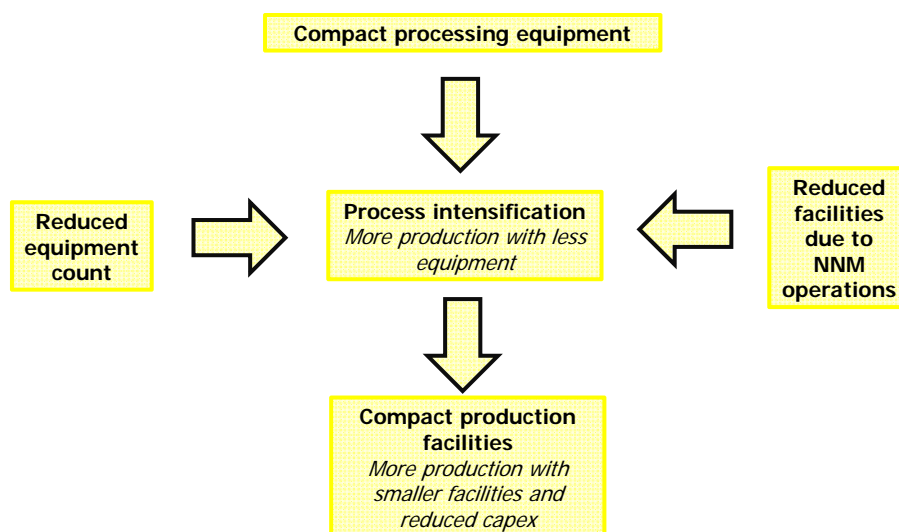 Compact processing equipment
Reduced
equipment
count
Process intensification
More production with less
equipment
Reduced
facilities
due to
NNM
operations
Compact production
facilities
More production with
smaller facilities and
reduced capex